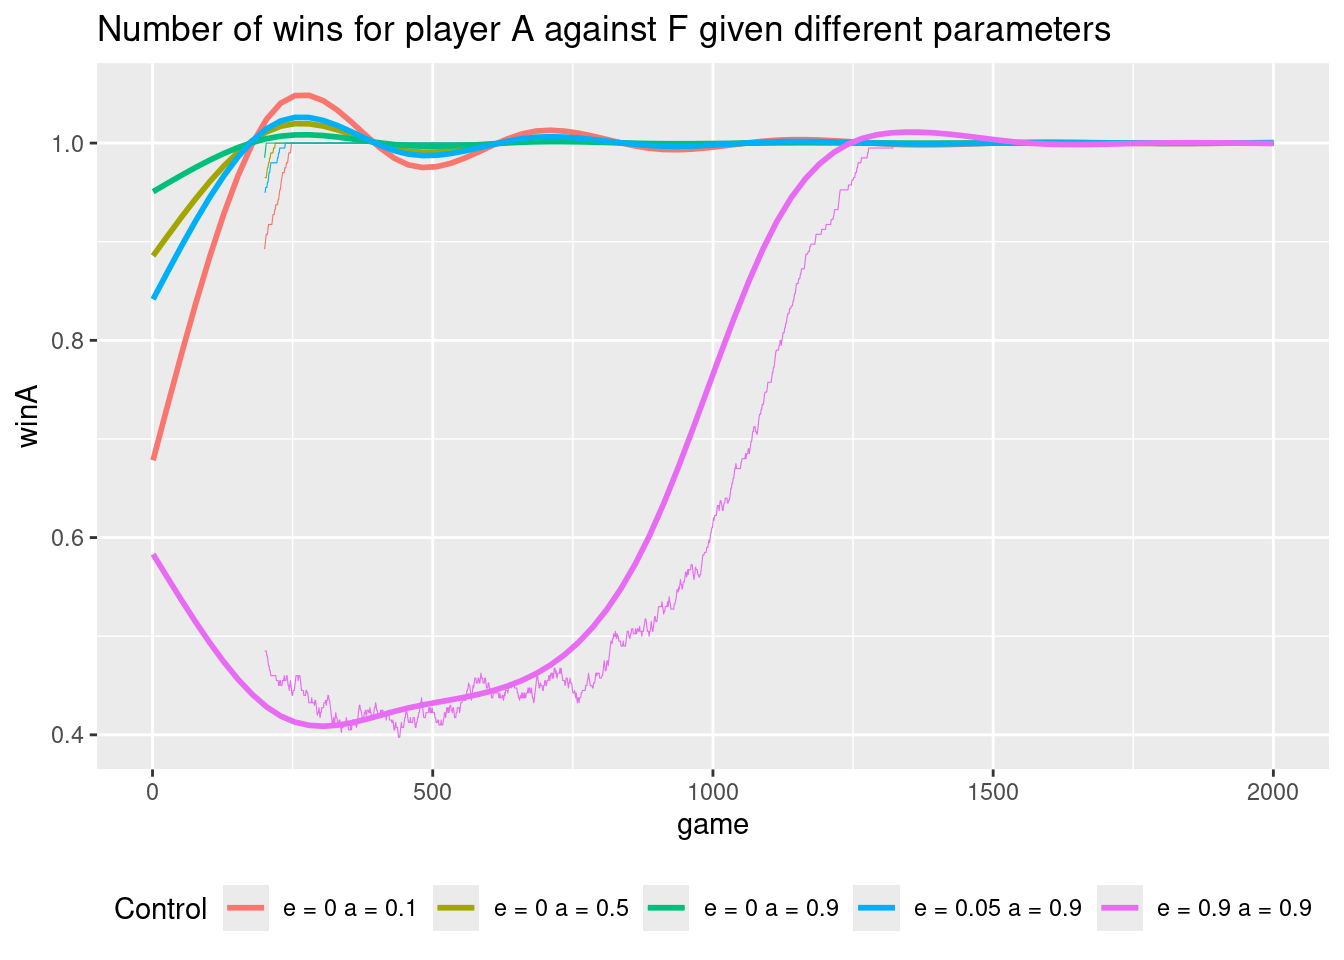 Number of wins for player A against F given different parameters
1.0
0.8
0.6
0.4
winA
0 500 1000 1500 2000
game
Control e = 0 a = 0.1 e = 0 a = 0.5 e = 0 a = 0.9 e = 0.05 a = 0.9 e = 0.9 a = 0.9